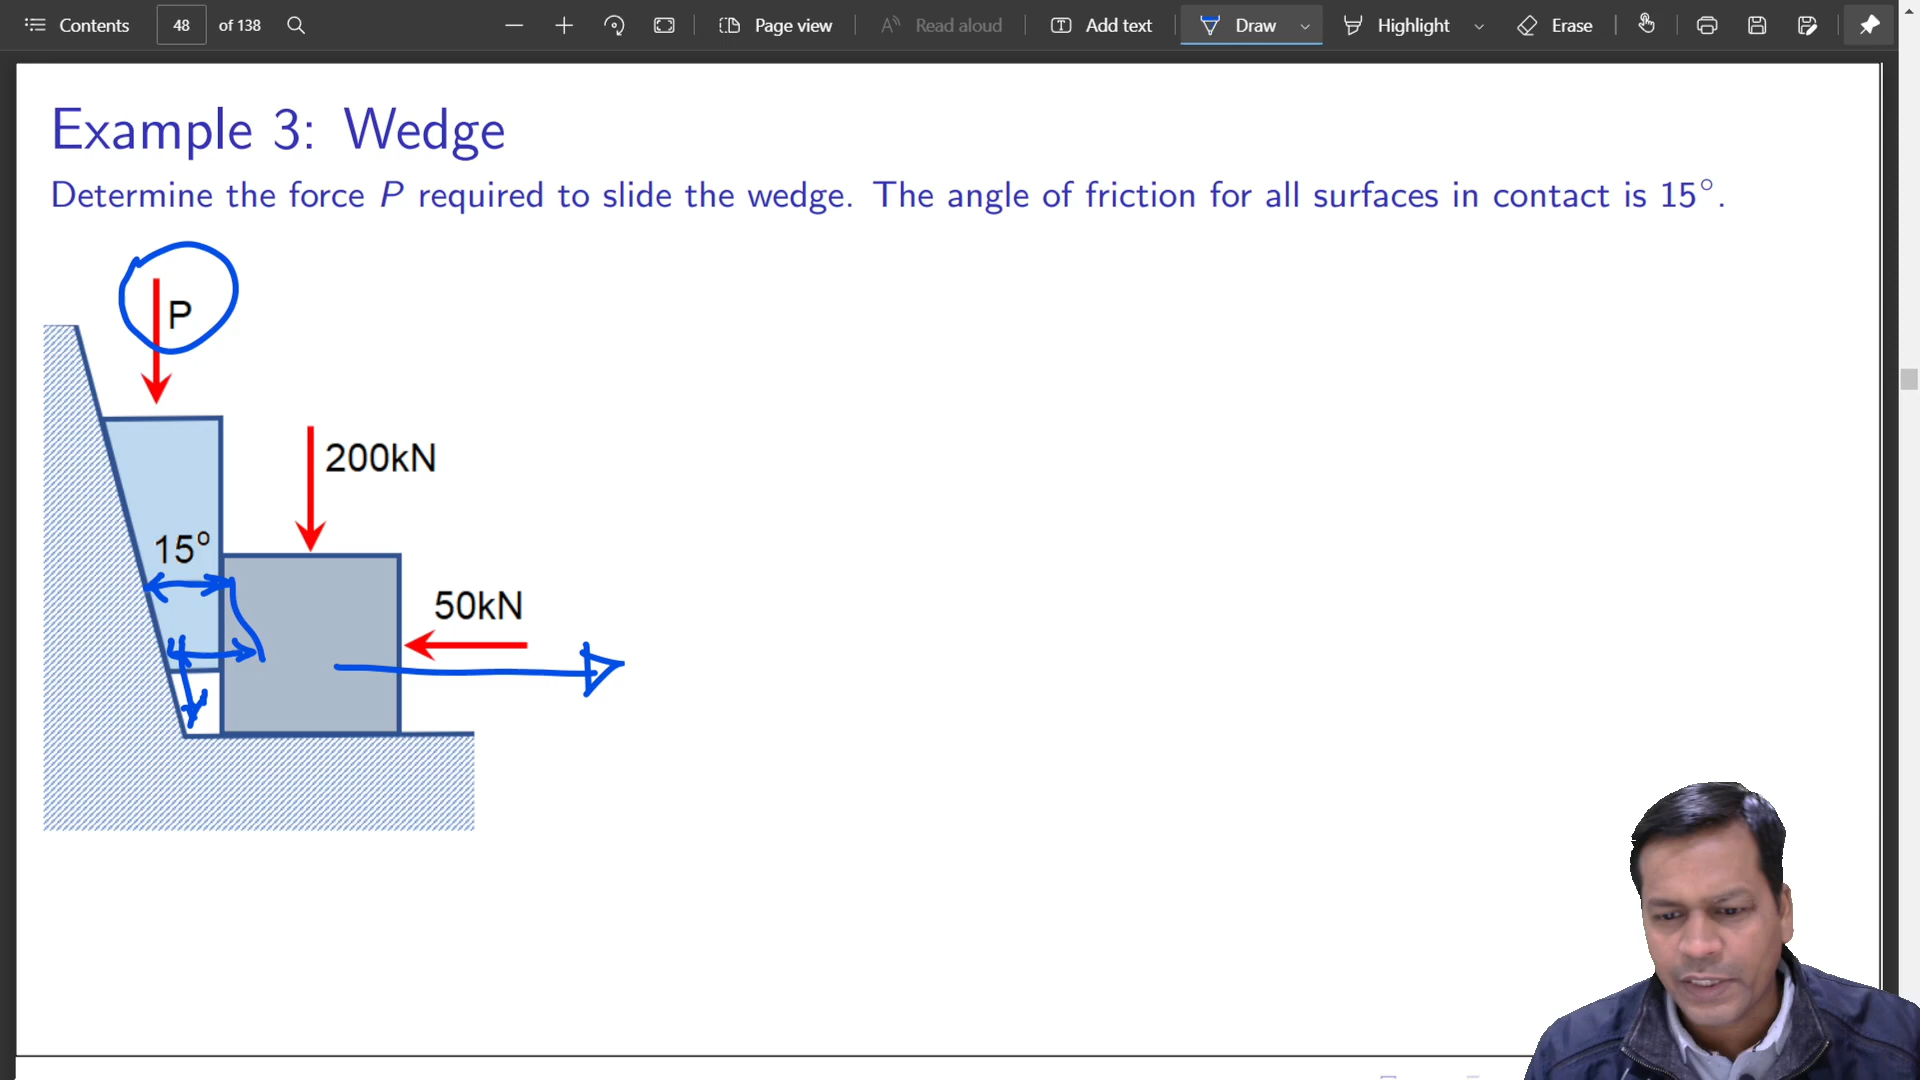 Contents 48 of 138 Page view Read aloud Add text Draw Highlight Erase
Example 3: Wedge
Determine the force P required to slide the wedge. The angle of friction for all surfaces in contact is 15°.
P
200kN
15°
50kN